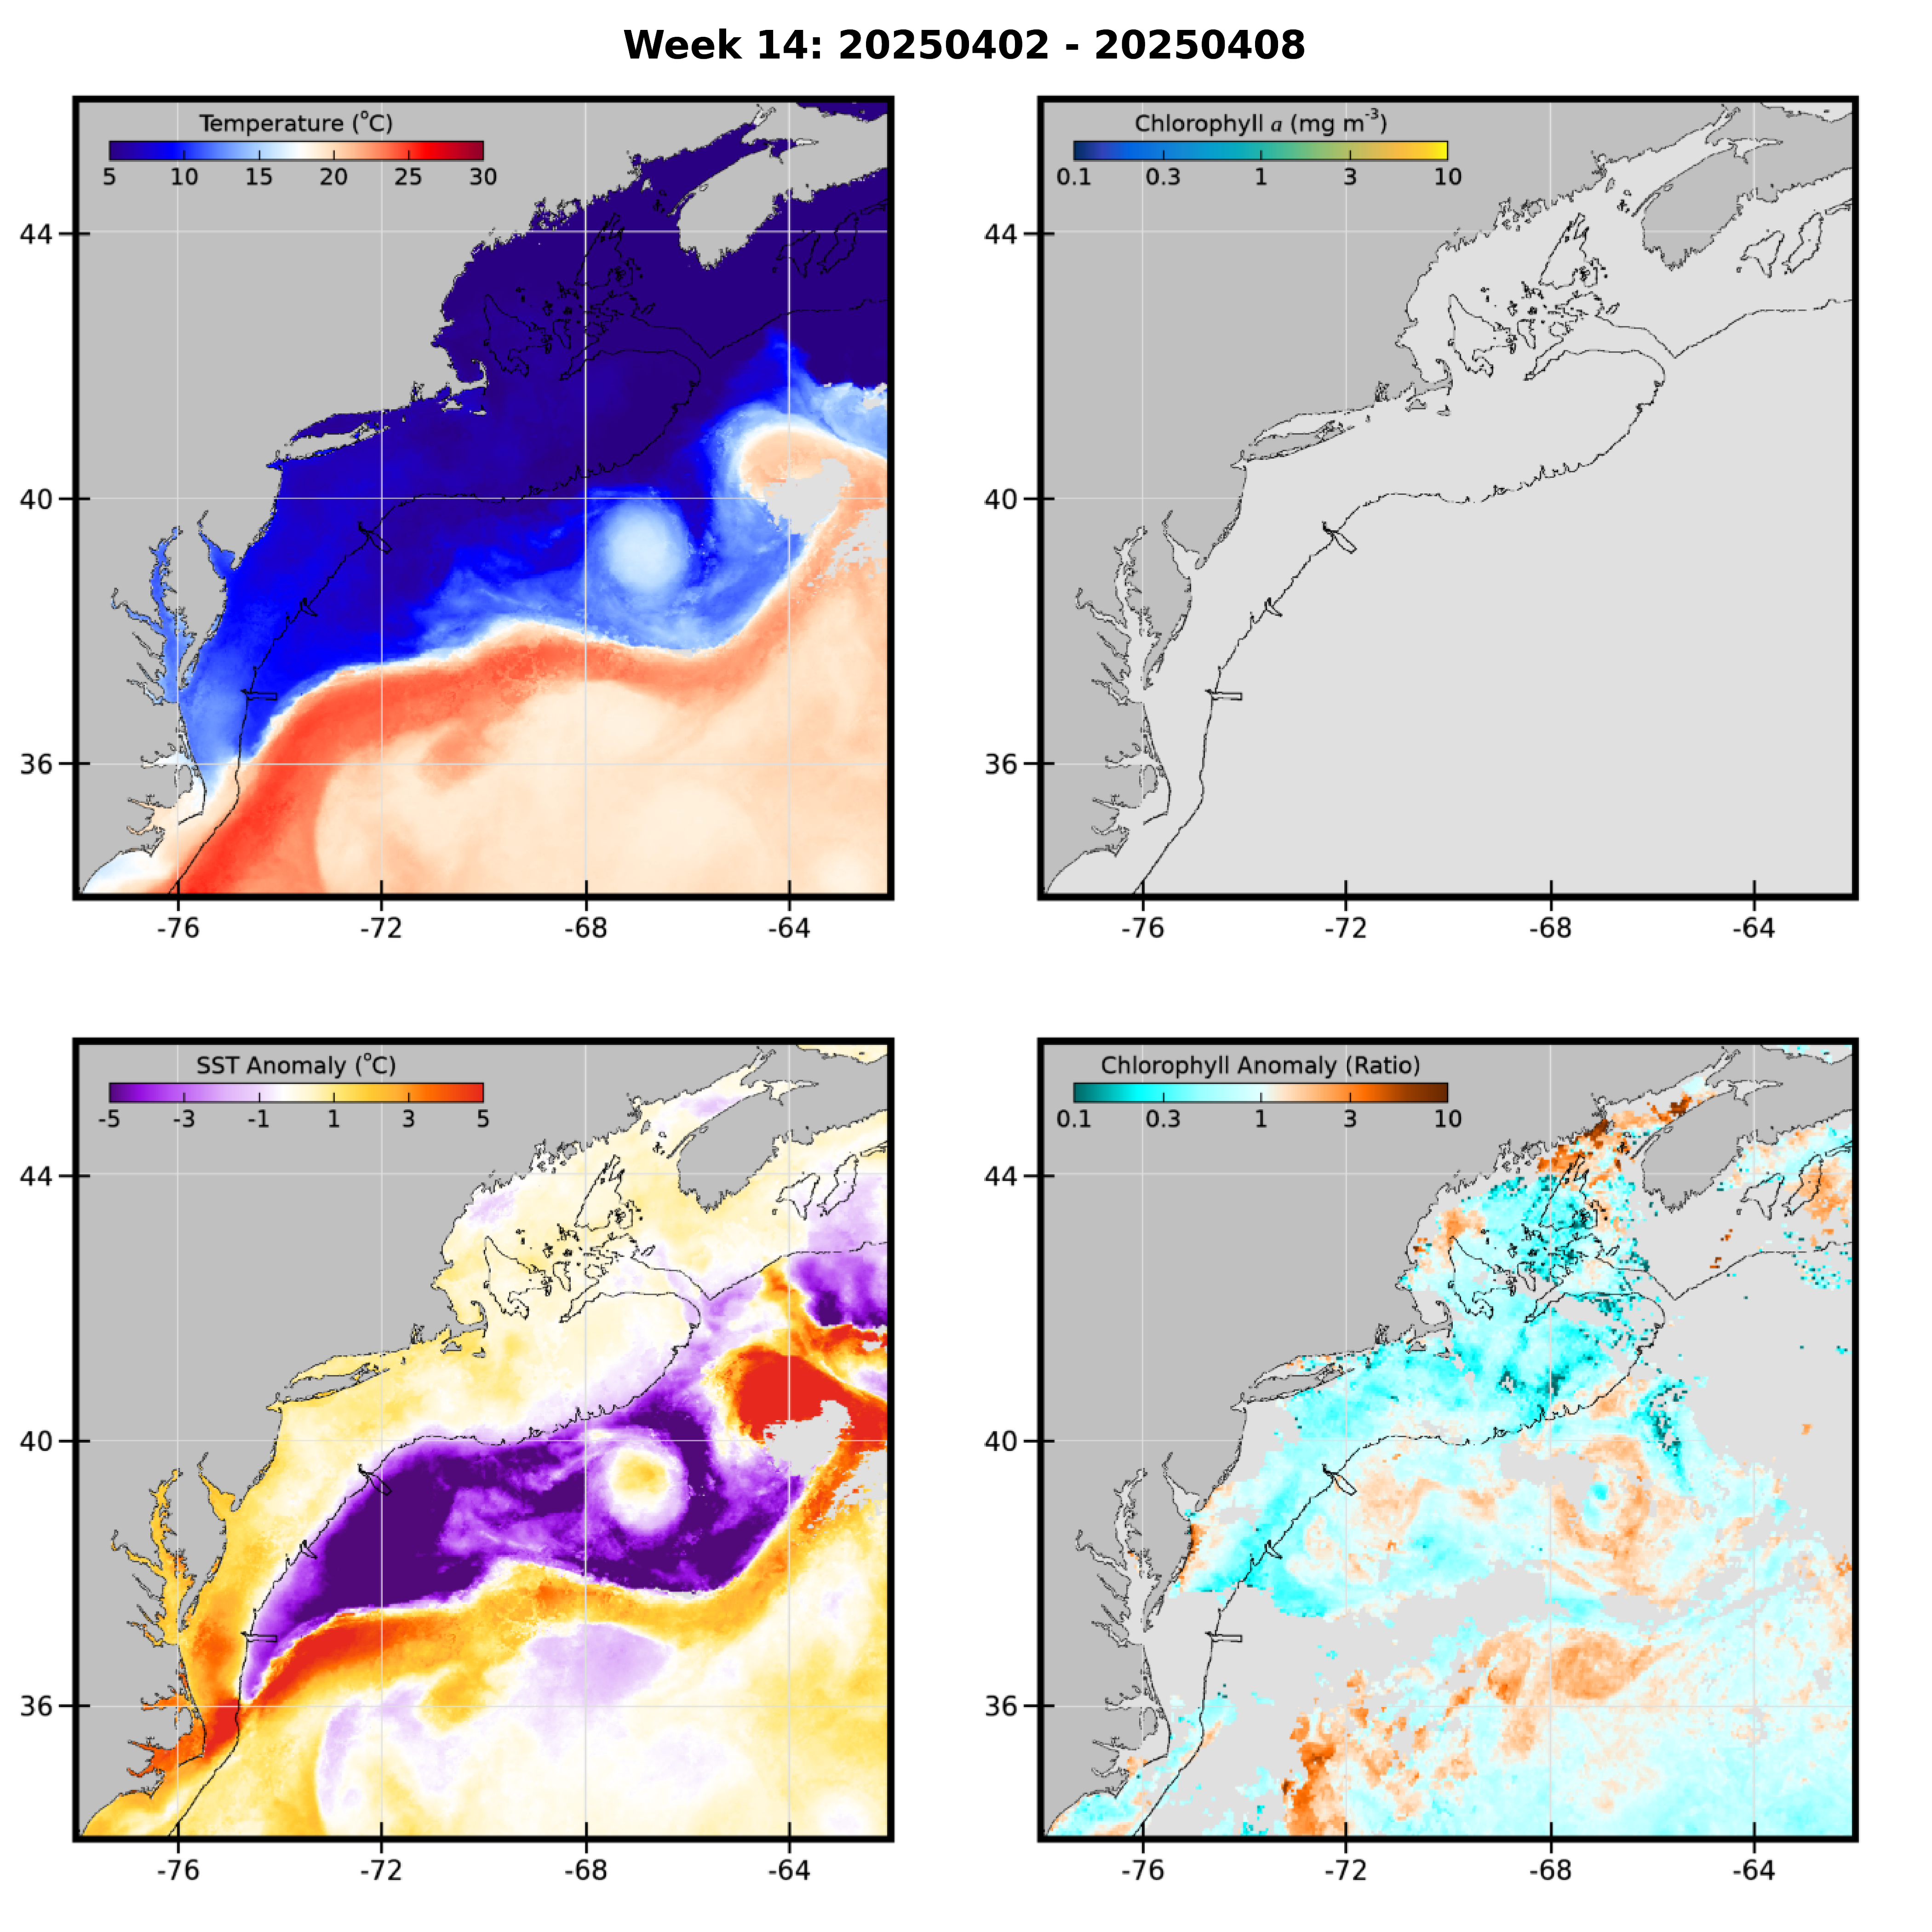 Week 14: 20250402 - 20250408
Temperature (°C)
5 10 15 20 25 30
44
40
36
-76 -72 -68 -64
Chlorophyll a (mg m⁻³)
0.1 0.3 1 3 10
44
40
36
-76 -72 -68 -64
SST Anomaly (°C)
-5 -3 -1 1 3 5
44
40
36
-76 -72 -68 -64
Chlorophyll Anomaly (Ratio)
0.1 0.3 1 3 10
44
40
36
-76 -72 -68 -64